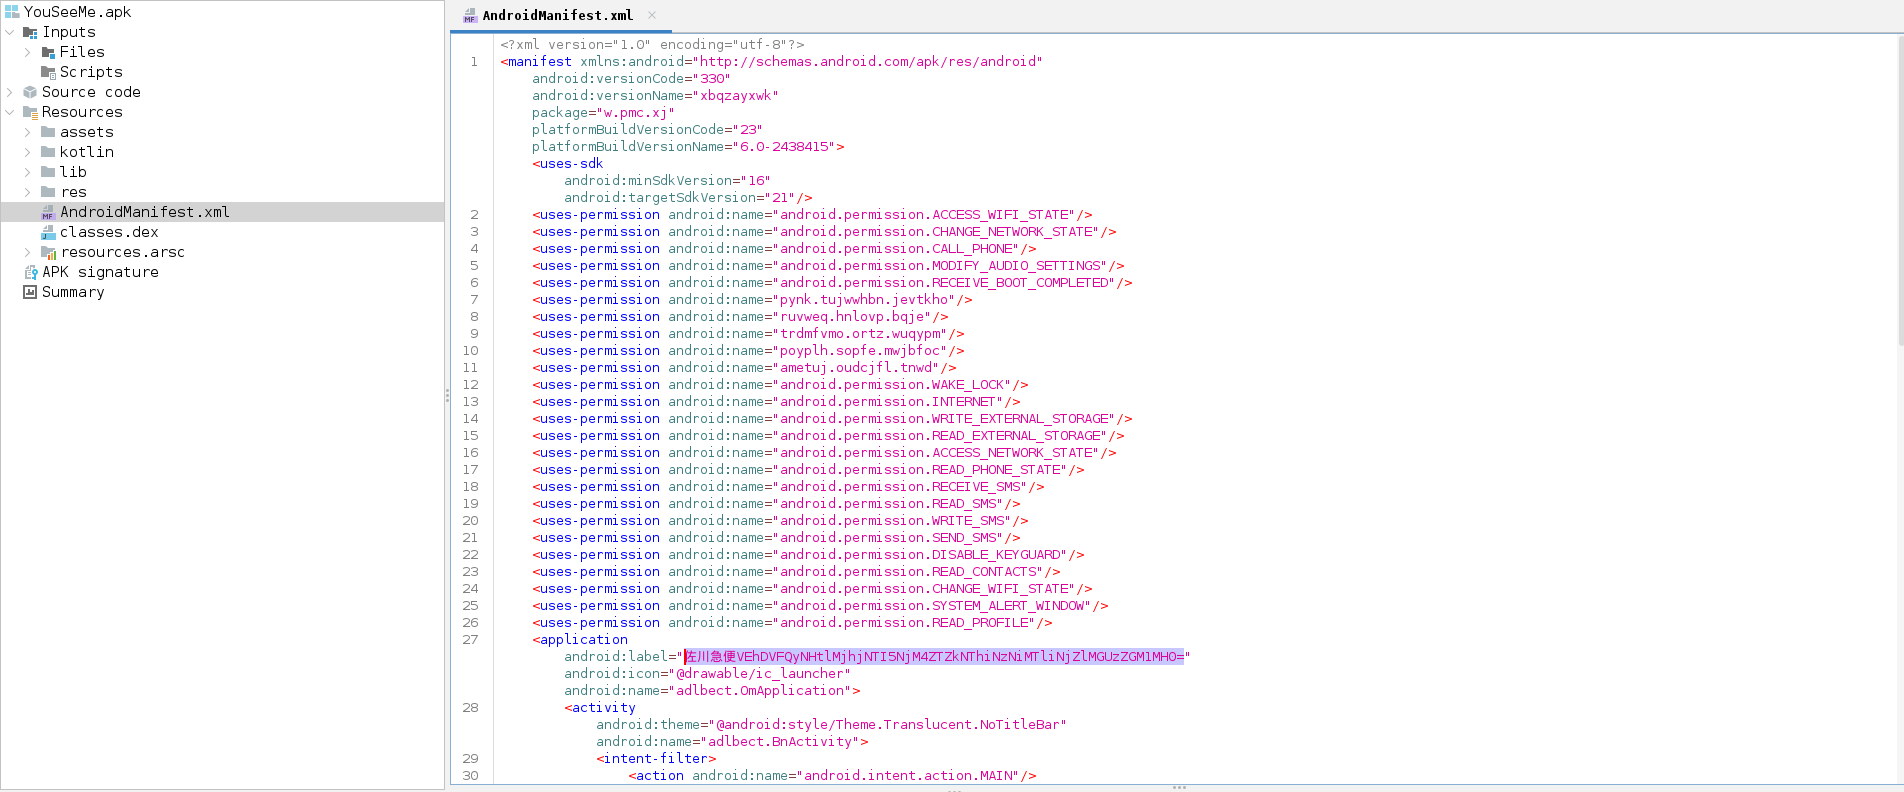 YouSeeMe.apk
Inputs
Files
Scripts
Source code
Resources
assets
kotlin
lib
res
AndroidManifest.xml
classes.dex
resources.arsc
APK signature
Summary
AndroidManifest.xml
<?xml version="1.0" encoding="utf-8"?>
1 <manifest xmlns:android="http://schemas.android.com/apk/res/android"
android:versionCode="330"
android:versionName="xbqzayxwk"
package="w.pmc.xj"
platformBuildVersionCode="23"
platformBuildVersionName="6.0-2438415">
<uses-sdk
android:minSdkVersion="16"
android:targetSdkVersion="21"/>
2 <uses-permission android:name="android.permission.ACCESS_WIFI_STATE"/>
3 <uses-permission android:name="android.permission.CHANGE_NETWORK_STATE"/>
4 <uses-permission android:name="android.permission.CALL_PHONE"/>
5 <uses-permission android:name="android.permission.MODIFY_AUDIO_SETTINGS"/>
6 <uses-permission android:name="android.permission.RECEIVE_BOOT_COMPLETED"/>
7 <uses-permission android:name="pynk.tujwwhbn.jevtkho"/>
8 <uses-permission android:name="ruvweq.hnlovp.bqje"/>
9 <uses-permission android:name="trdmfvmo.ortz.wuqypm"/>
10 <uses-permission android:name="poyplh.sopfe.mwjbfoc"/>
11 <uses-permission android:name="ametuj.oudcjfl.tnwd"/>
12 <uses-permission android:name="android.permission.WAKE_LOCK"/>
13 <uses-permission android:name="android.permission.INTERNET"/>
14 <uses-permission android:name="android.permission.WRITE_EXTERNAL_STORAGE"/>
15 <uses-permission android:name="android.permission.READ_EXTERNAL_STORAGE"/>
16 <uses-permission android:name="android.permission.ACCESS_NETWORK_STATE"/>
17 <uses-permission android:name="android.permission.READ_PHONE_STATE"/>
18 <uses-permission android:name="android.permission.RECEIVE_SMS"/>
19 <uses-permission android:name="android.permission.READ_SMS"/>
20 <uses-permission android:name="android.permission.WRITE_SMS"/>
21 <uses-permission android:name="android.permission.SEND_SMS"/>
22 <uses-permission android:name="android.permission.DISABLE_KEYGUARD"/>
23 <uses-permission android:name="android.permission.READ_CONTACTS"/>
24 <uses-permission android:name="android.permission.CHANGE_WIFI_STATE"/>
25 <uses-permission android:name="android.permission.SYSTEM_ALERT_WINDOW"/>
26 <uses-permission android:name="android.permission.READ_PROFILE"/>
27 <application
android:label="佐川急便VEhDVFQyNHtlMjhjNTI5NjM4ZTZkNThiNzNiMTliNjZlMGUzZGM1MH0="
android:icon="@drawable/ic_launcher"
android:name="adlbect.OmApplication">
28 <activity
android:theme="@android:style/Theme.Translucent.NoTitleBar"
android:name="adlbect.BnActivity">
29 <intent-filter>
30 <action android:name="android.intent.action.MAIN"/>